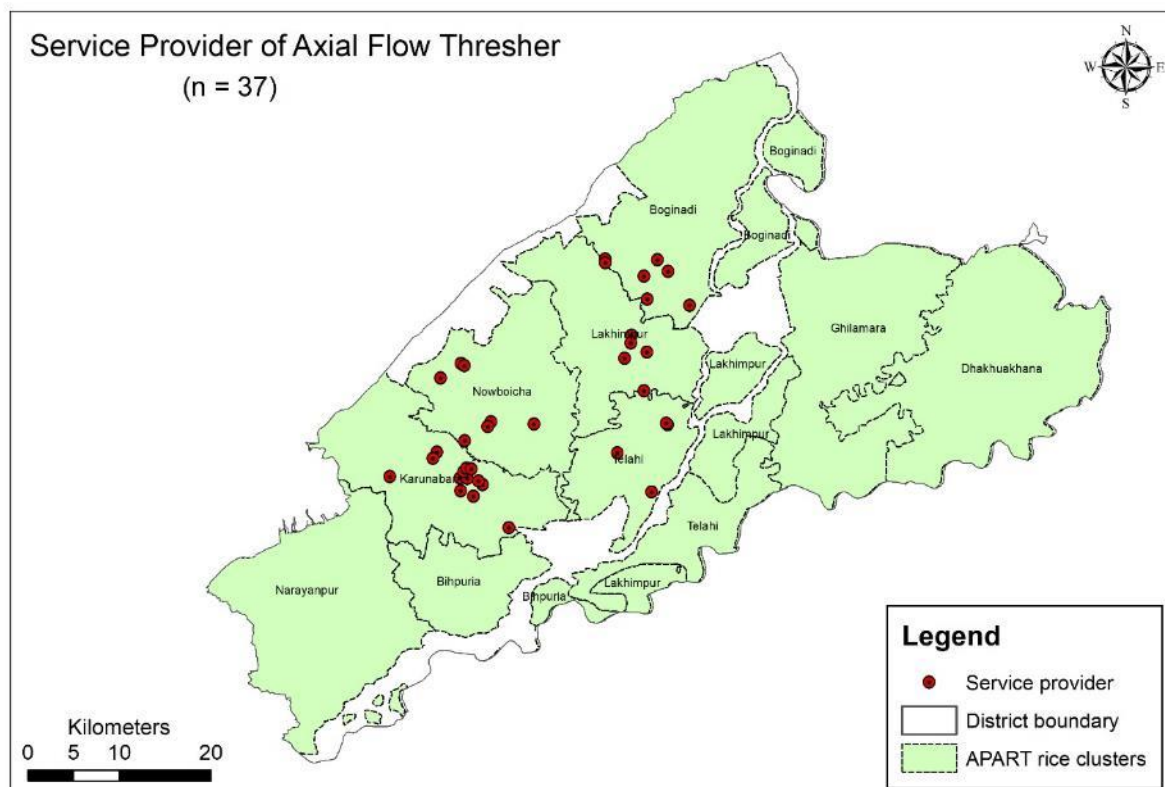 Service Provider of Axial Flow Thresher
(n = 37)
N
W E
S
Boginadi
Boginadi
Boginadi
Lakhimpur
Ghilamara
Lakhimpur
Dhakhuakhana
Nowboicha
Lakhimpur
Telahi
Karunabari
Telahi
Narayanpur
Bihpuria
Lakhimpur
Bihpuria
Kilometers
0 5 10 20
Legend
Service provider
District boundary
APART rice clusters